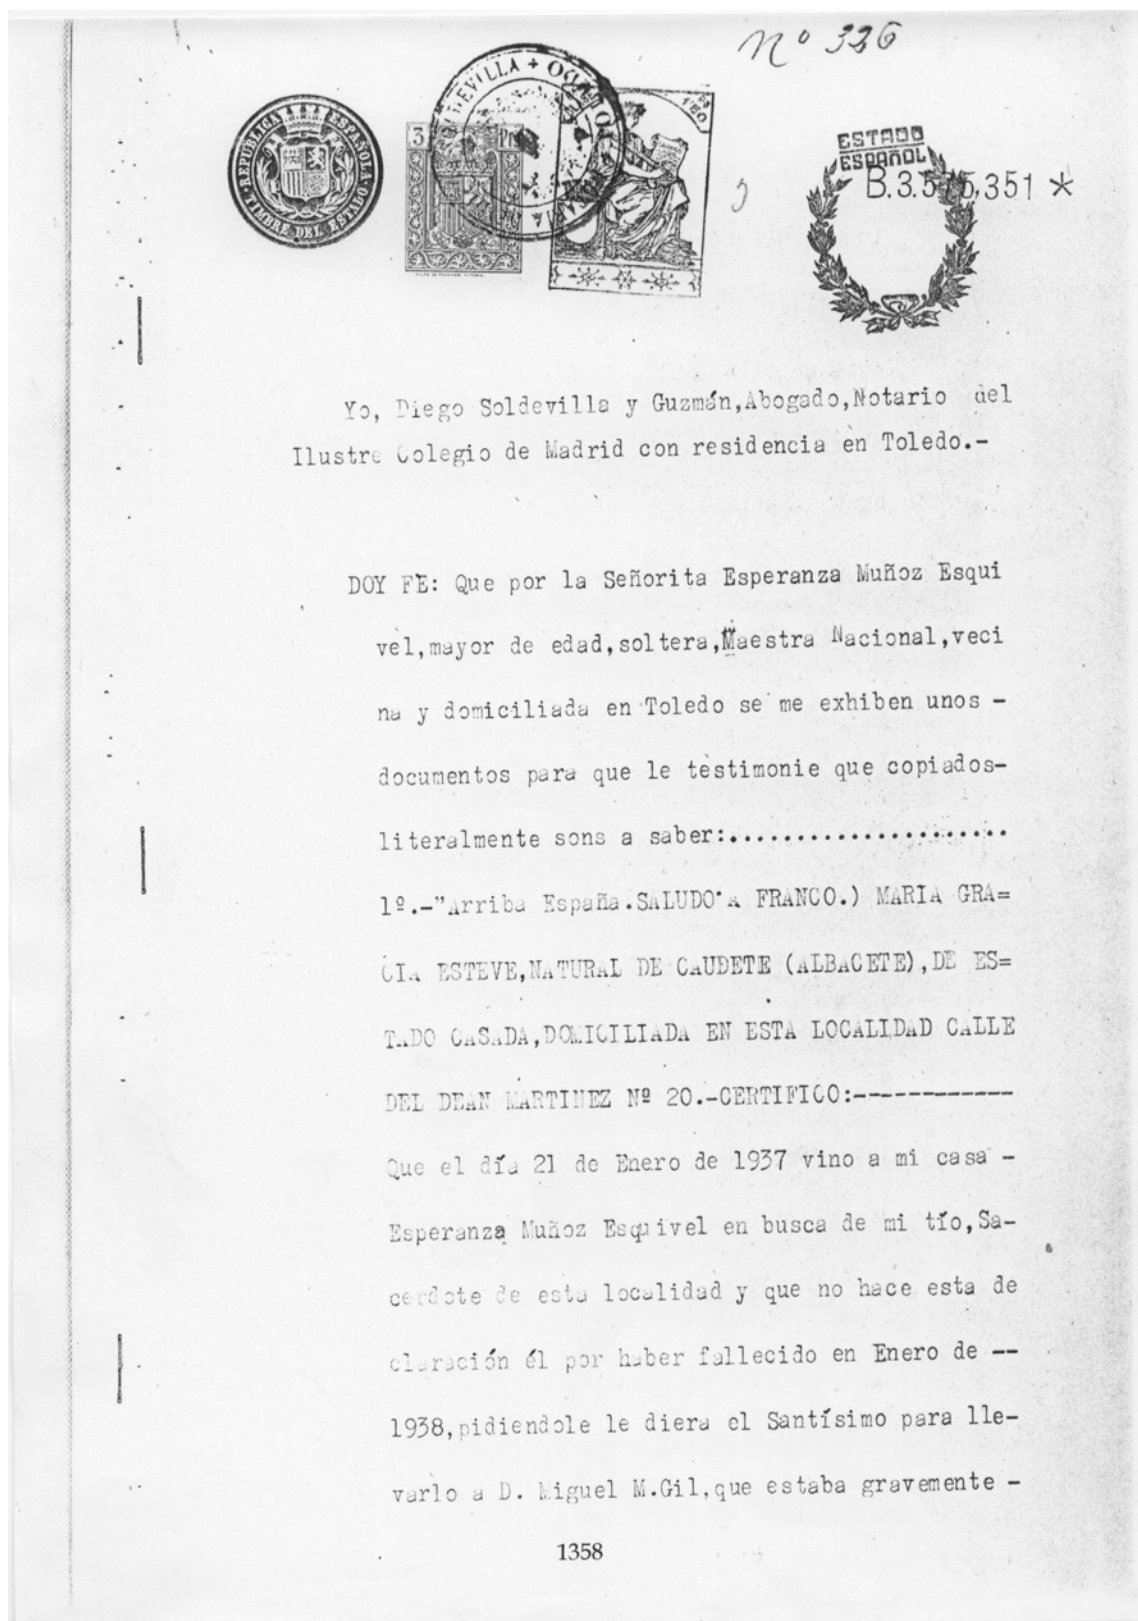 Nº 326
REPUBLICA ESPAÑOLA
TIMBRE DEL ESTADO
3 Pts
1'50
ESTADO
ESPAÑOL
B.3.575,351 *
Yo, Diego Soldevilla y Guzmán,Abogado,Notario del
Ilustre Colegio de Madrid con residencia en Toledo.-
DOY FE: Que por la Señorita Esperanza Muñoz Esqui
vel,mayor de edad,soltera,Maestra Nacional,veci
na y domiciliada en Toledo se me exhiben unos -
documentos para que le testimonie que copiados-
literalmente sons a saber:.....................
1º.-"Arriba España.SALUDO A FRANCO.) MARIA GRA=
CIA ESTEVE,NATURAL DE CAUDETE (ALBACETE),DE ES=
TADO CASADA,DOMICILIADA EN ESTA LOCALIDAD CALLE
DEL DEAN MARTINEZ Nº 20.-CERTIFICO:------------
Que el día 21 de Enero de 1937 vino a mi casa -
Esperanza Muñoz Esquivel en busca de mi tío,Sa-
cerdote de esta localidad y que no hace esta de
claración él por haber fallecido en Enero de --
1938,pidiendole le diera el Santísimo para lle-
varlo a D. Miguel M.Gil,que estaba gravemente -
1358